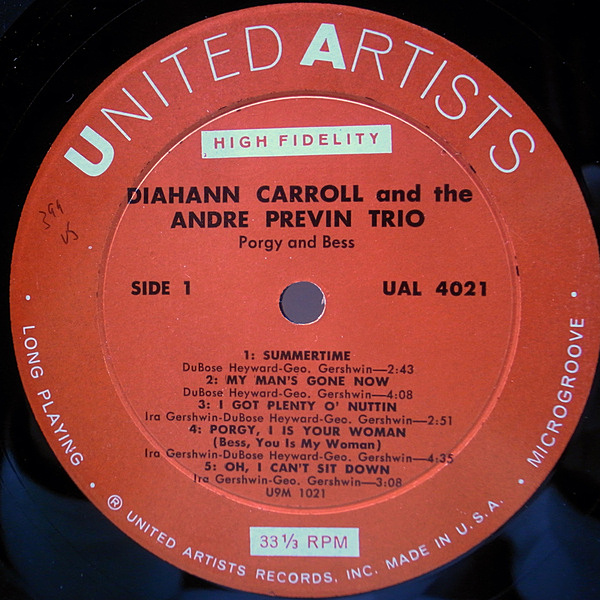 UNITED ARTISTS
HIGH FIDELITY
DIAHANN CARROLL and the
ANDRE PREVIN TRIO
Porgy and Bess
SIDE 1
UAL 4021
1: SUMMERTIME
DuBose Heyward-Geo. Gershwin—2:43
2: MY MAN'S GONE NOW
DuBose Heyward-Geo. Gershwin—4:08
3: I GOT PLENTY O' NUTTIN
Ira Gershwin-DuBose Heyward-Geo. Gershwin—2:51
4: PORGY, I IS YOUR WOMAN
(Bess, You Is My Woman)
Ira Gershwin-DuBose Heyward-Geo. Gershwin—4:35
5: OH, I CAN'T SIT DOWN
Ira Gershwin-Geo. Gershwin—3:08
U9M 1021
33 1/3 RPM
• LONG PLAYING •
® UNITED ARTISTS RECORDS, INC. MADE IN U.S.A.
• MICROGROOVE •